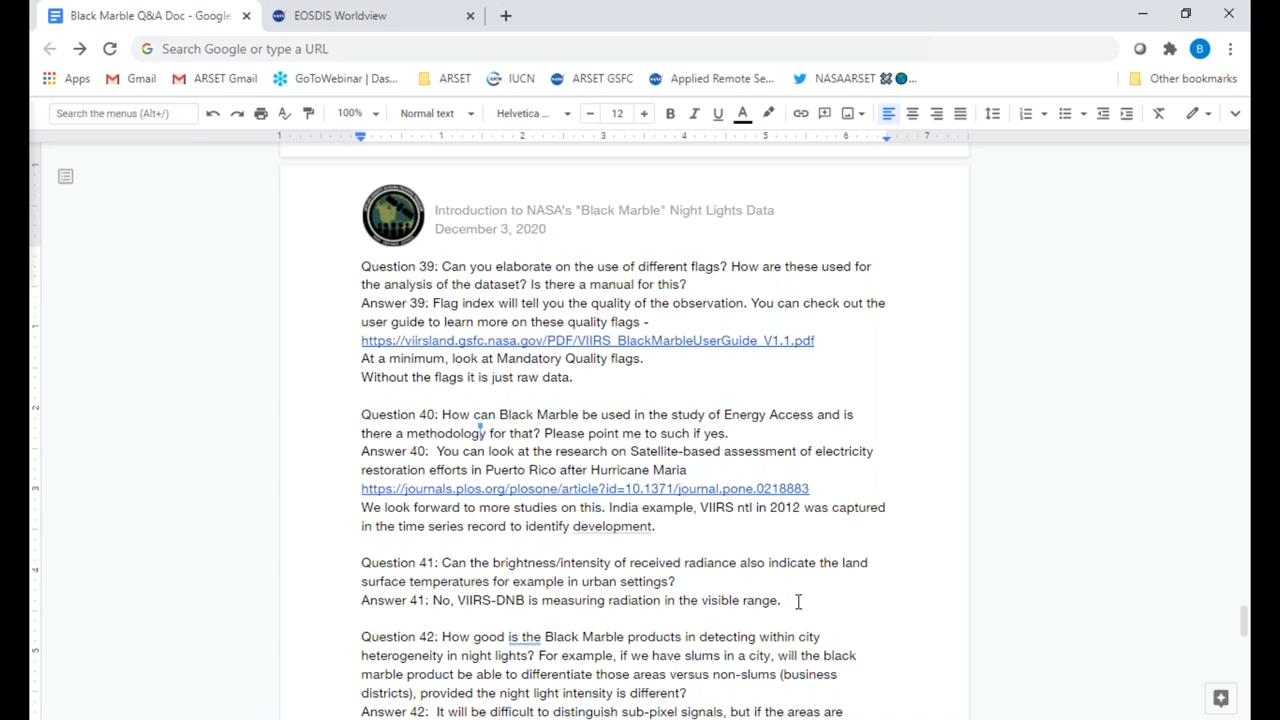 Black Marble Q&A Doc - Google
EOSDIS Worldview
Search Google or type a URL
B
Apps
Gmail
ARSET Gmail
GoToWebinar | Das...
ARSET
IUCN
ARSET GSFC
Applied Remote Se...
NASAARSET
Other bookmarks
Search the menus (Alt+/)
100%
Normal text
Helvetica ...
12
B I U A
1 1 2 3 4 5 6 7
Introduction to NASA's "Black Marble" Night Lights Data
December 3, 2020
Question 39: Can you elaborate on the use of different flags? How are these used for
the analysis of the dataset? Is there a manual for this?
Answer 39: Flag index will tell you the quality of the observation. You can check out the
user guide to learn more on these quality flags -
https://viirsland.gsfc.nasa.gov/PDF/VIIRS_BlackMarbleUserGuide_V1.1.pdf
At a minimum, look at Mandatory Quality flags.
Without the flags it is just raw data.
Question 40: How can Black Marble be used in the study of Energy Access and is
there a methodology for that? Please point me to such if yes.
Answer 40:  You can look at the research on Satellite-based assessment of electricity
restoration efforts in Puerto Rico after Hurricane Maria
https://journals.plos.org/plosone/article?id=10.1371/journal.pone.0218883
We look forward to more studies on this. India example, VIIRS ntl in 2012 was captured
in the time series record to identify development.
Question 41: Can the brightness/intensity of received radiance also indicate the land
surface temperatures for example in urban settings?
Answer 41: No, VIIRS-DNB is measuring radiation in the visible range.
Question 42: How good is the Black Marble products in detecting within city
heterogeneity in night lights? For example, if we have slums in a city, will the black
marble product be able to differentiate those areas versus non-slums (business
districts), provided the night light intensity is different?
Answer 42:  It will be difficult to distinguish sub-pixel signals, but if the areas are